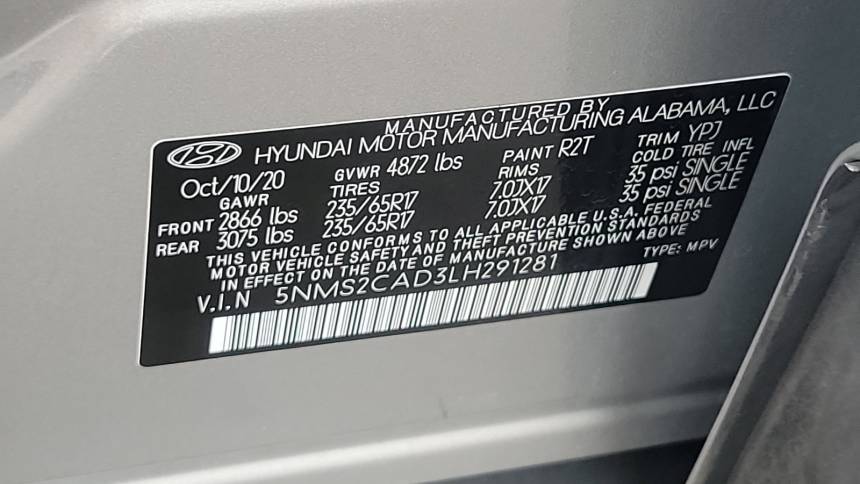 MANUFACTURED BY
HYUNDAI MOTOR MANUFACTURING ALABAMA, LLC
Oct/10/20 GVWR 4872 lbs PAINT R2T TRIM YPJ
GAWR TIRES RIMS COLD TIRE INFL
FRONT 2866 lbs 235/65R17 7.0JX17 35 psi SINGLE
REAR 3075 lbs 235/65R17 7.0JX17 35 psi SINGLE
THIS VEHICLE CONFORMS TO ALL APPLICABLE U.S.A. FEDERAL
MOTOR VEHICLE SAFETY AND THEFT PREVENTION STANDARDS
IN EFFECT ON THE DATE OF MANUFACTURE SHOWN ABOVE
TYPE: MPV
V.I.N 5NMS2CAD3LH291281